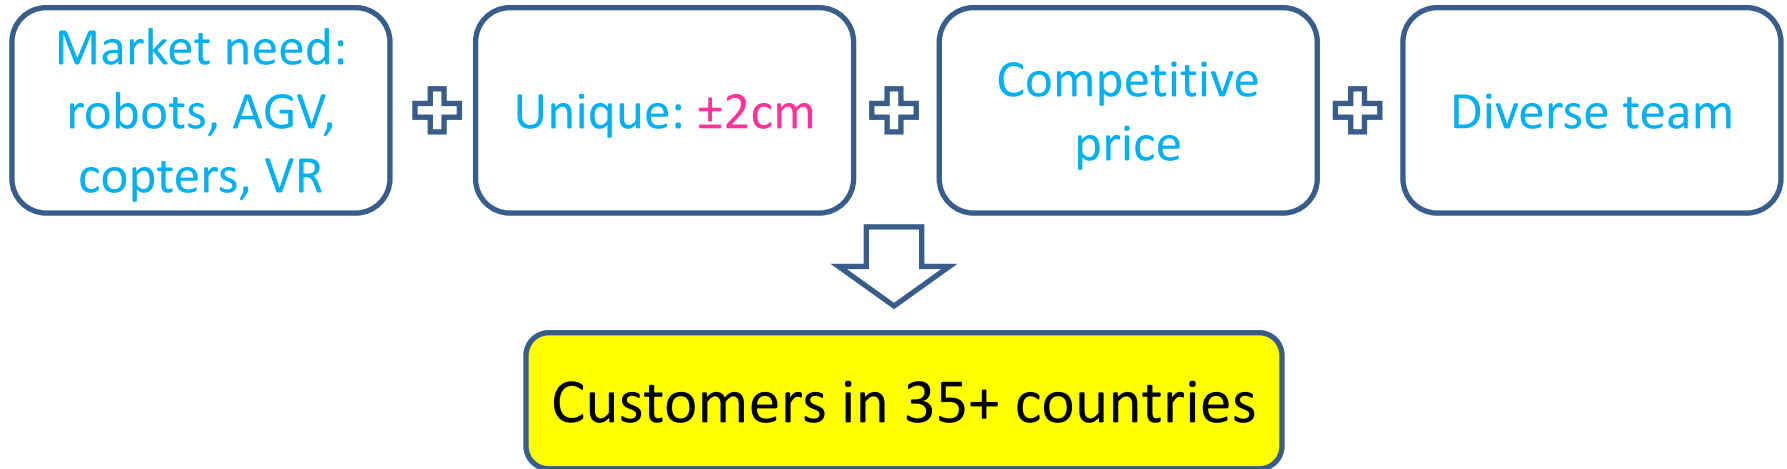 Market need:
robots, AGV,
copters, VR
Unique: ±2cm
Competitive
price
Diverse team
Customers in 35+ countries